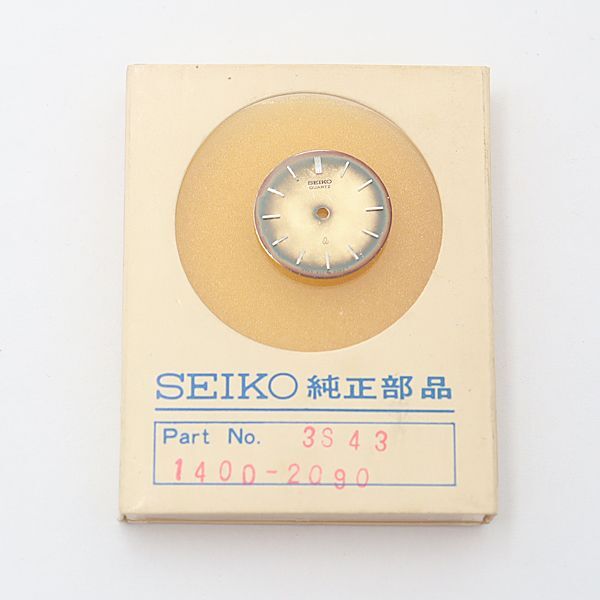 SEIKO
QUARTZ
SEIKO 純正部品
Part No. 3S43
1400-2090